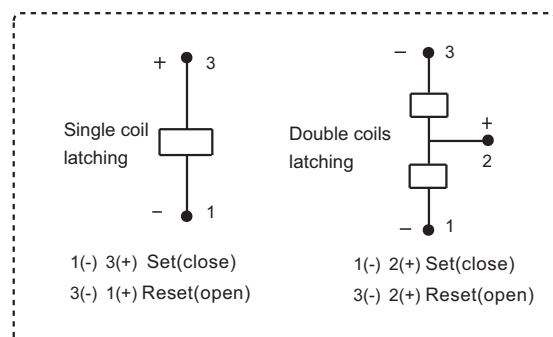 + 3
Single coil
latching
− 1
1(-) 3(+) Set(close)
3(-) 1(+) Reset(open)
− 3
Double coils
latching
+
2
− 1
1(-) 2(+) Set(close)
3(-) 2(+) Reset(open)